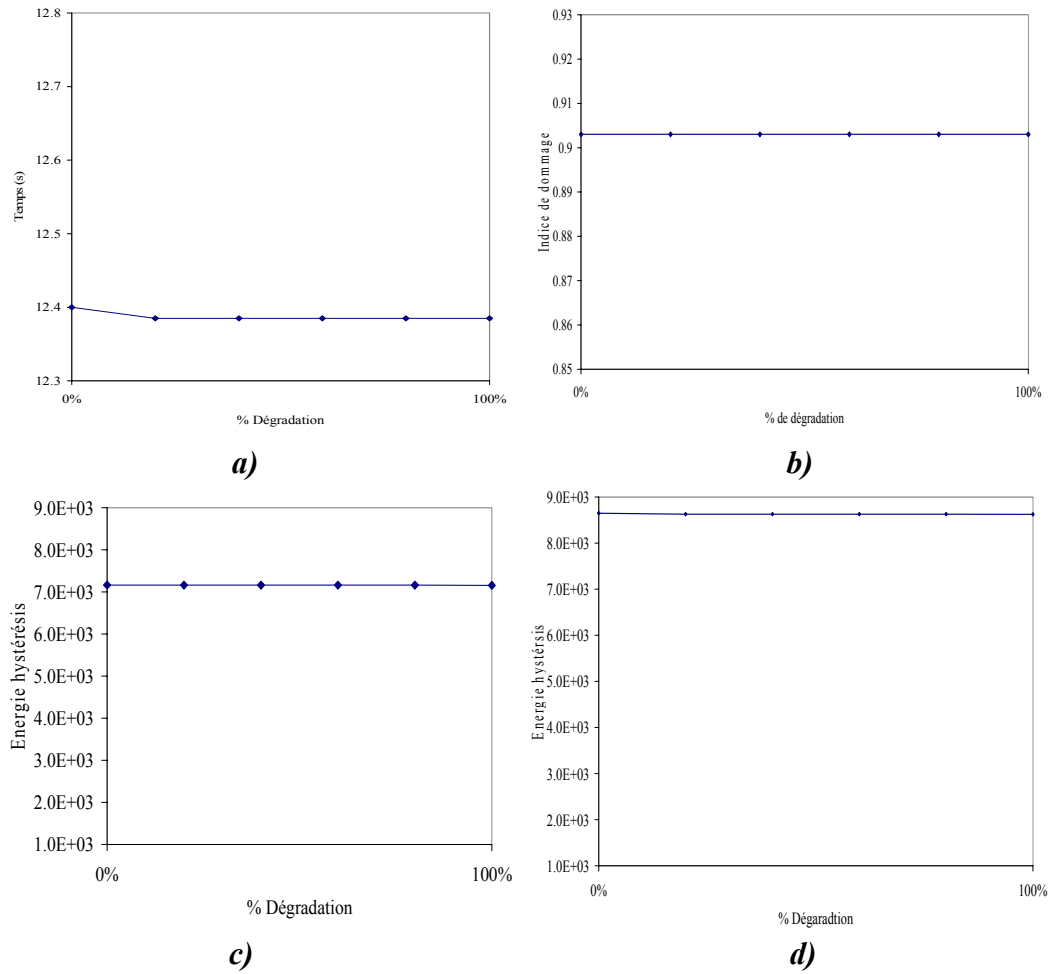 12.8
12.7
12.6
12.5
12.4
12.3
Temps (s)
0%
100%
% Dégradation
a)
0.93
0.92
0.91
0.9
0.89
0.88
0.87
0.86
0.85
Indice de dommage
0%
100%
% de dégradation
b)
9.0E+03
8.0E+03
7.0E+03
6.0E+03
5.0E+03
4.0E+03
3.0E+03
2.0E+03
1.0E+03
Energie hystérésis
0%
100%
% Dégradation
c)
9.0E+03
8.0E+03
7.0E+03
6.0E+03
5.0E+03
4.0E+03
3.0E+03
2.0E+03
1.0E+03
Energie hystérsis
0%
100%
% Dégaradtion
d)